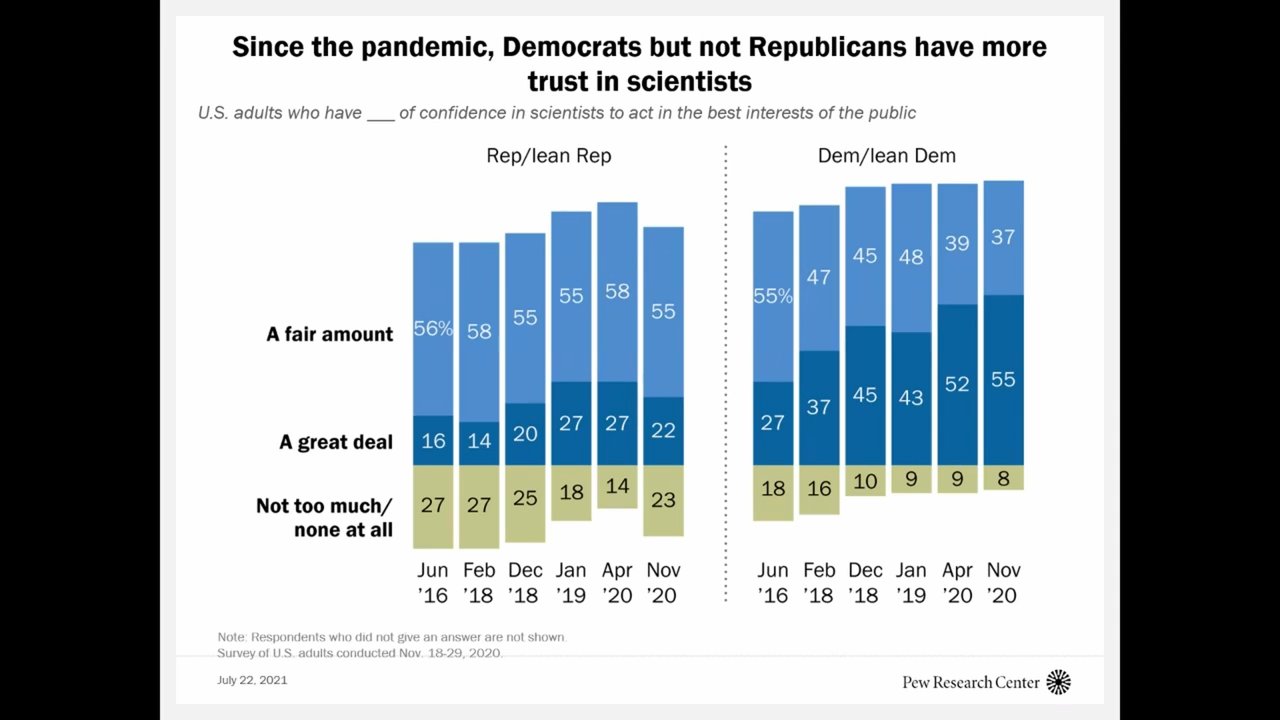 Since the pandemic, Democrats but not Republicans have more
trust in scientists
U.S. adults who have ___ of confidence in scientists to act in the best interests of the public
Rep/lean Rep
Dem/lean Dem
A fair amount
56% 58 55 55 58 55
55% 47 45 48 39 37
A great deal
16 14 20 27 27 22
27 37 45 43 52 55
Not too much/
none at all
27 27 25 18 14 23
18 16 10 9 9 8
Jun Feb Dec Jan Apr Nov
’16 ’18 ’18 ’19 ’20 ’20
Jun Feb Dec Jan Apr Nov
’16 ’18 ’18 ’19 ’20 ’20
Note: Respondents who did not give an answer are not shown.
Survey of U.S. adults conducted Nov. 18-29, 2020.
July 22, 2021
Pew Research Center